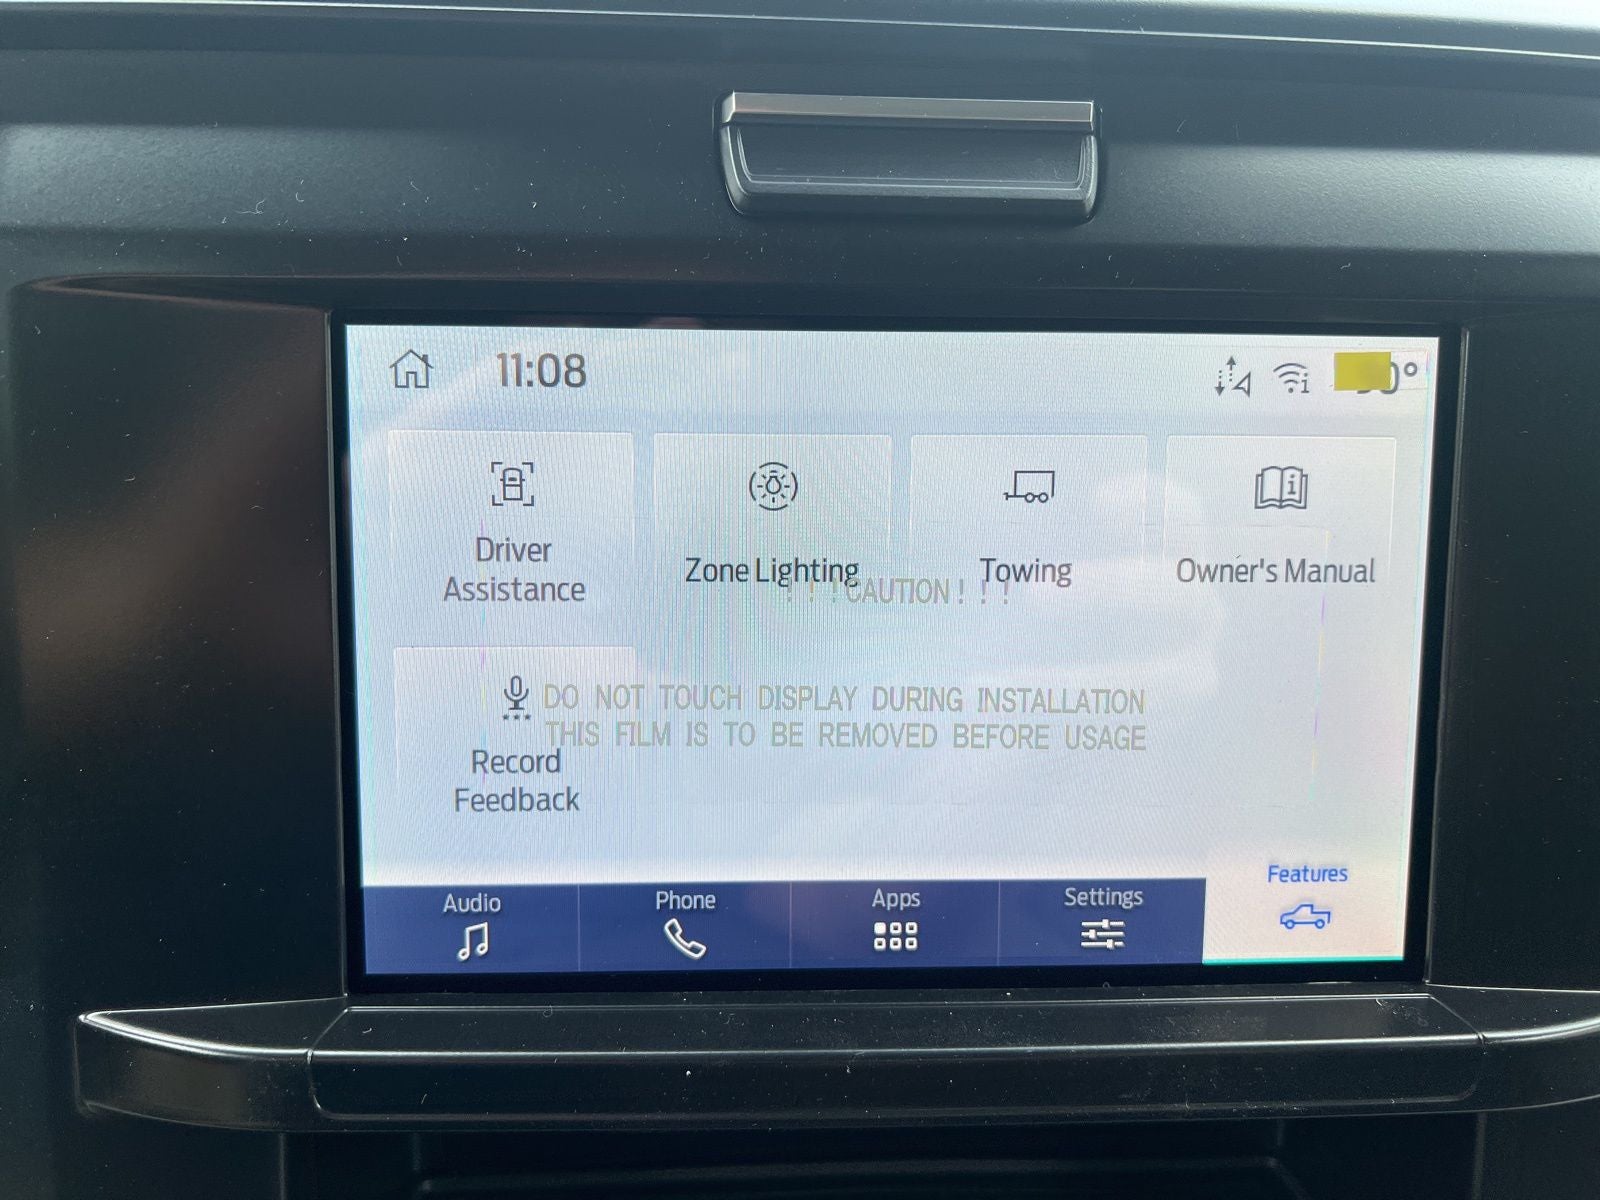 11:08
Driver
Assistance
Zone Lighting
Towing
Owner's Manual
! ! ! CAUTION ! ! !
DO NOT TOUCH DISPLAY DURING INSTALLATION
THIS FILM IS TO BE REMOVED BEFORE USAGE
Record
Feedback
Audio
Phone
Apps
Settings
Features